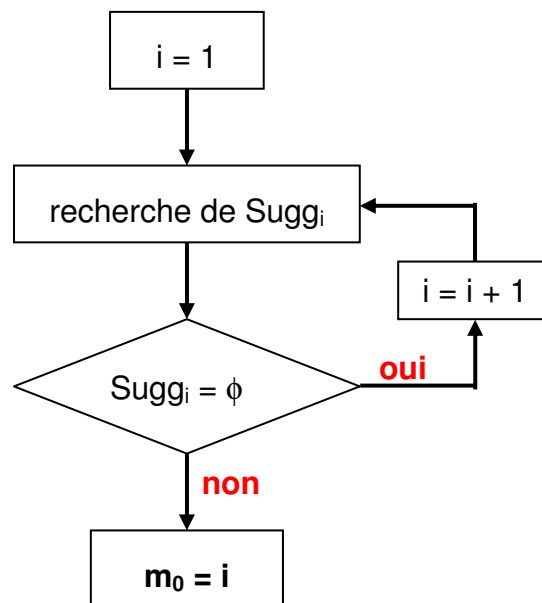 i = 1
recherche de Suggᵢ
i = i + 1
Suggᵢ = ϕ
oui
non
m₀ = i